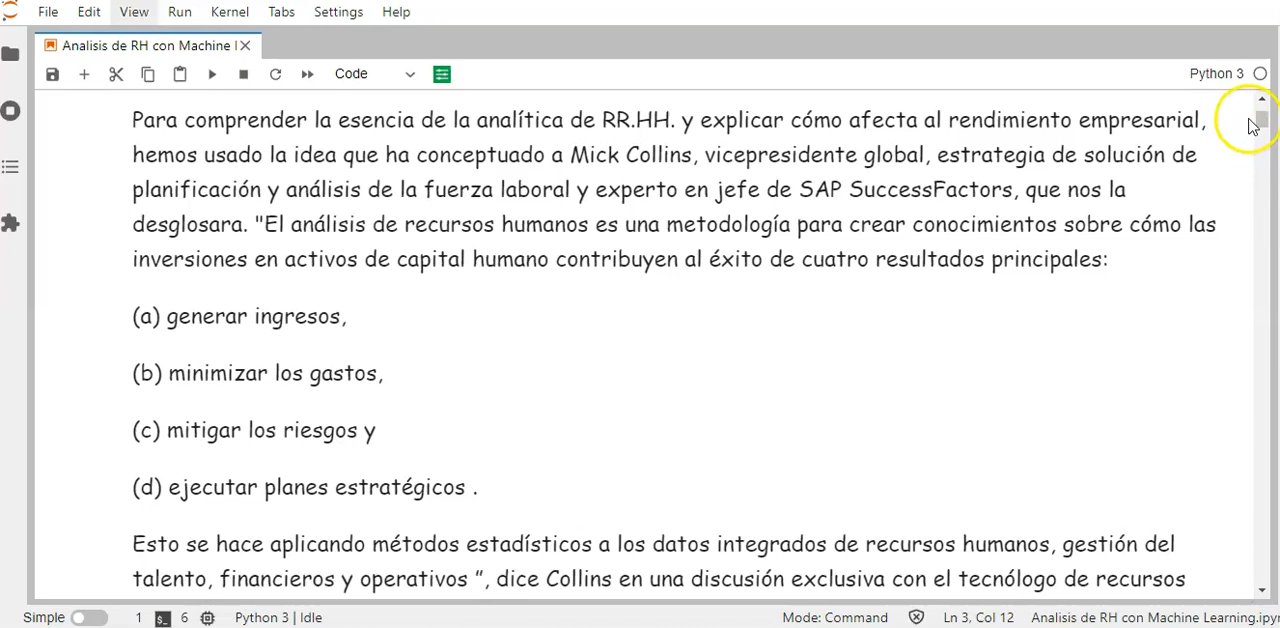 File Edit View Run Kernel Tabs Settings Help
Analisis de RH con Machine
Code
Python 3
Para comprender la esencia de la analítica de RR.HH. y explicar cómo afecta al rendimiento empresarial,
hemos usado la idea que ha conceptuado a Mick Collins, vicepresidente global, estrategia de solución de
planificación y análisis de la fuerza laboral y experto en jefe de SAP SuccessFactors, que nos la
desglosara. "El análisis de recursos humanos es una metodología para crear conocimientos sobre cómo las
inversiones en activos de capital humano contribuyen al éxito de cuatro resultados principales:
(a) generar ingresos,
(b) minimizar los gastos,
(c) mitigar los riesgos y
(d) ejecutar planes estratégicos .
Esto se hace aplicando métodos estadísticos a los datos integrados de recursos humanos, gestión del
talento, financieros y operativos ”, dice Collins en una discusión exclusiva con el tecnólogo de recursos
Simple 1 6 Python 3 | Idle Mode: Command Ln 3, Col 12 Analisis de RH con Machine Learning.ipy